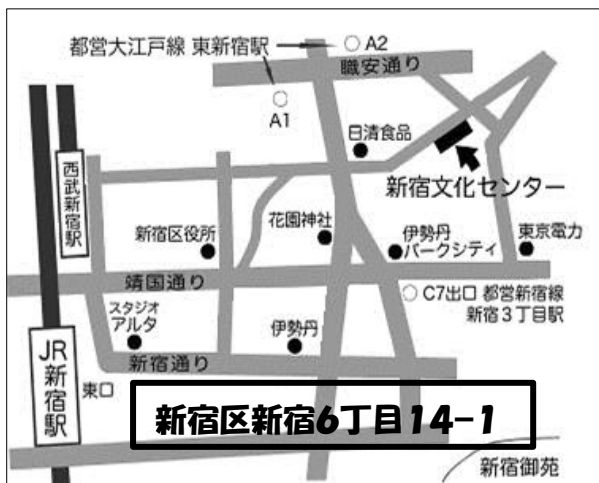 都営大江戸線 東新宿駅
A2
職安通り
A1
日清食品
西武新宿駅
新宿文化センター
新宿区役所
花園神社
伊勢丹
パークシティ
東京電力
靖国通り
C7出口 都営新宿線
新宿3丁目駅
スタジオ
アルタ
伊勢丹
新宿通り
JR新宿駅
東口
新宿区新宿6丁目14-1
新宿御苑